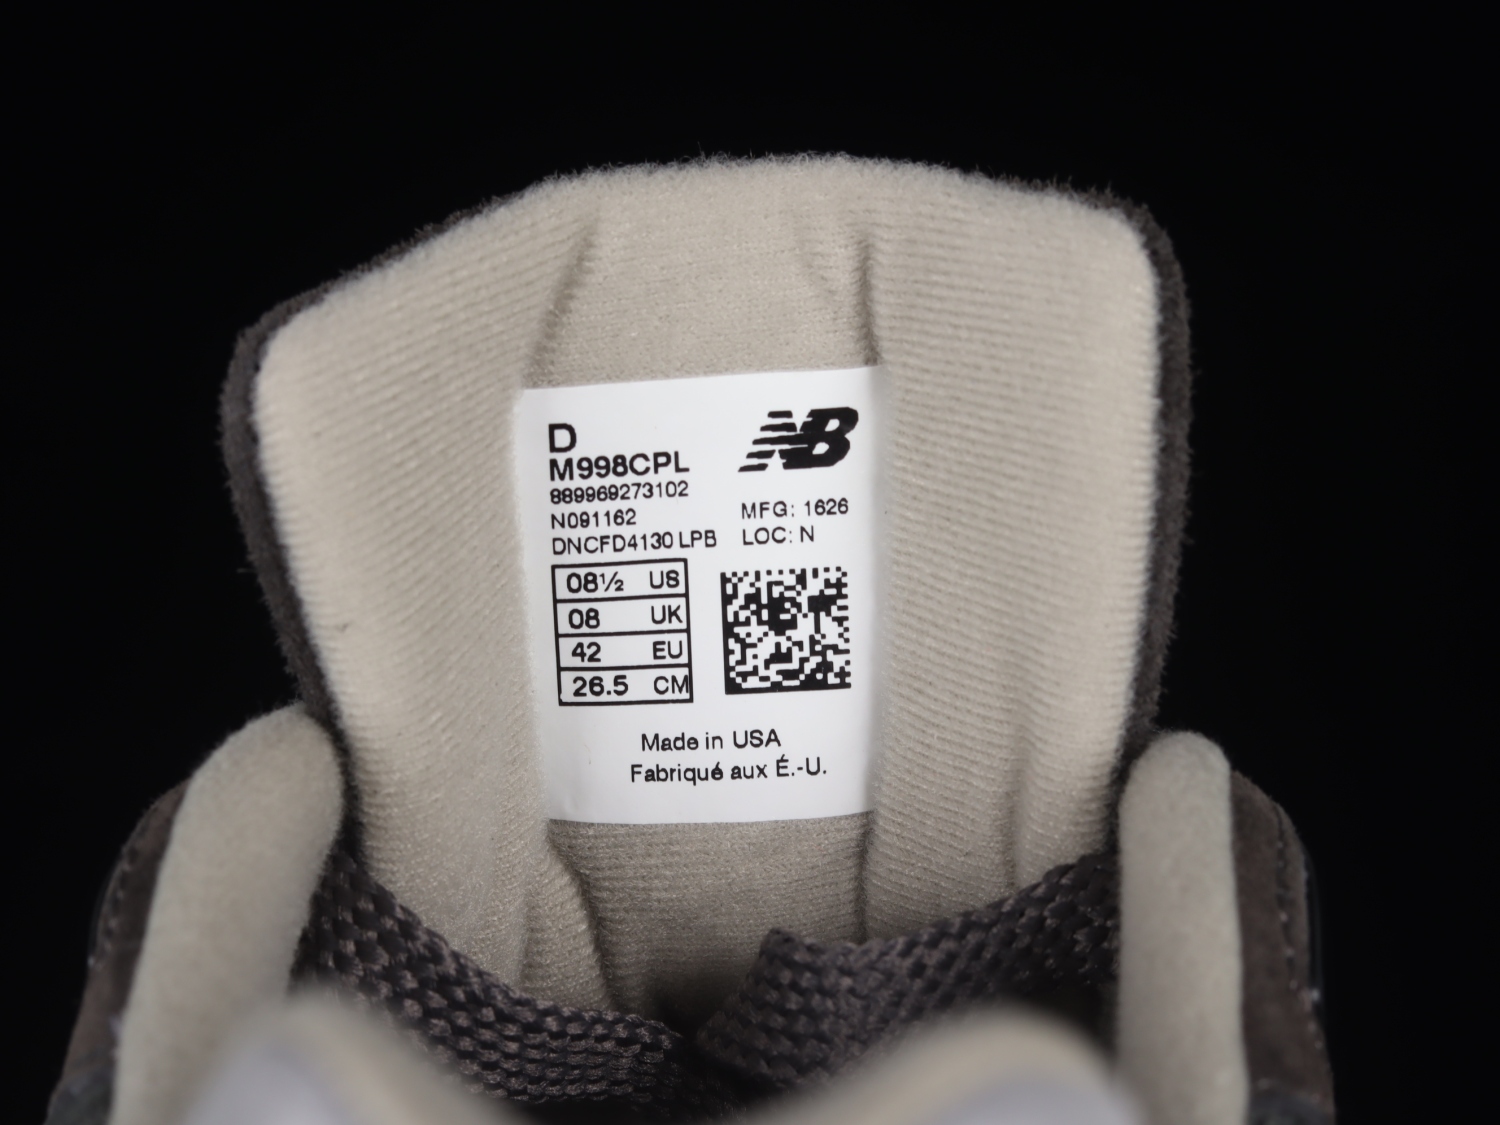 D
M998CPL
889969273102
N091162
DNCFD4130 LPB
NB
MFG: 1626
LOC: N
08½ US
08 UK
42 EU
26.5 CM
Made in USA
Fabriqué aux É.-U.